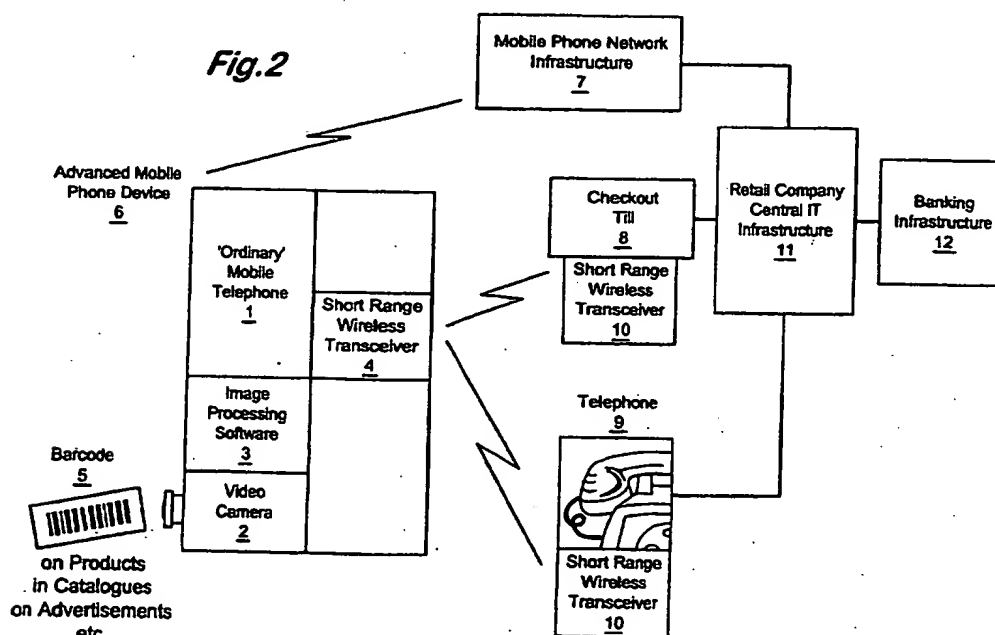 Fig.2
Mobile Phone Network
Infrastructure
7
Advanced Mobile
Phone Device
6
'Ordinary'
Mobile
Telephone
1
Short Range
Wireless
Transceiver
4
Image
Processing
Software
3
Video
Camera
2
Barcode
5
on Products
in Catalogues
on Advertisements
etc
Checkout
Till
8
Short Range
Wireless
Transceiver
10
Telephone
9
Short Range
Wireless
Transceiver
10
Retail Company
Central IT
Infrastructure
11
Banking
Infrastructure
12